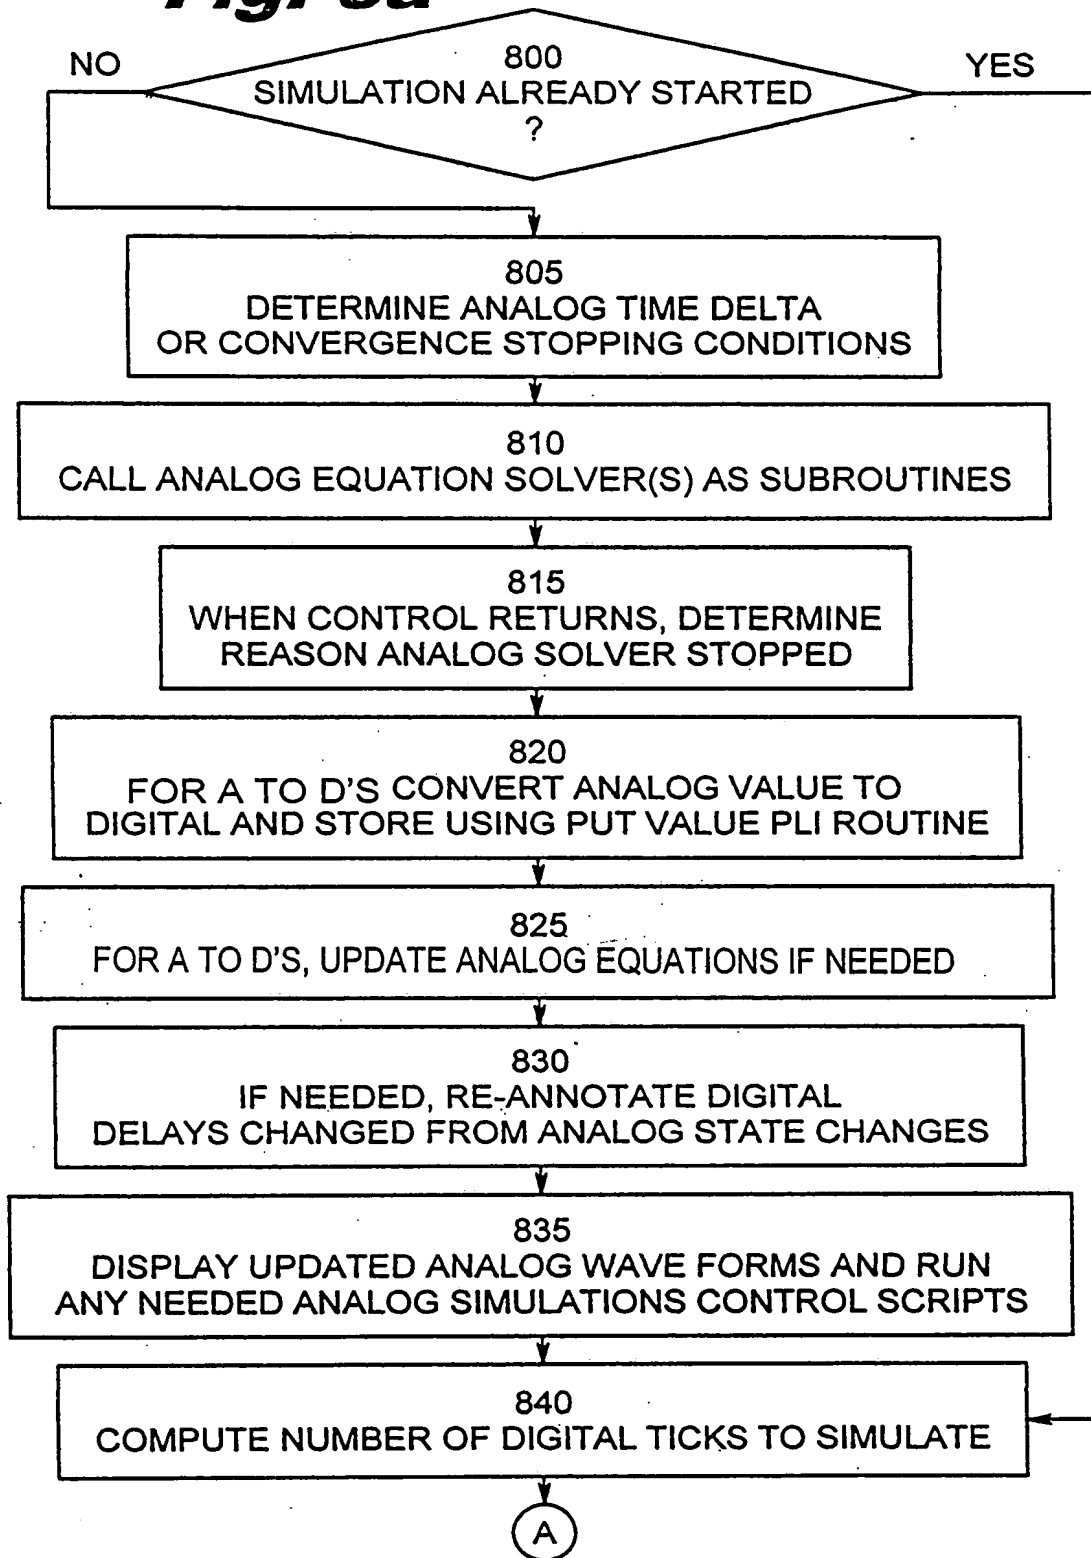 NO
800
SIMULATION ALREADY STARTED
?
YES
805
DETERMINE ANALOG TIME DELTA
OR CONVERGENCE STOPPING CONDITIONS
810
CALL ANALOG EQUATION SOLVER(S) AS SUBROUTINES
815
WHEN CONTROL RETURNS, DETERMINE
REASON ANALOG SOLVER STOPPED
820
FOR A TO D'S CONVERT ANALOG VALUE TO
DIGITAL AND STORE USING PUT VALUE PLI ROUTINE
825
FOR A TO D'S, UPDATE ANALOG EQUATIONS IF NEEDED
830
IF NEEDED, RE-ANNOTATE DIGITAL
DELAYS CHANGED FROM ANALOG STATE CHANGES
835
DISPLAY UPDATED ANALOG WAVE FORMS AND RUN
ANY NEEDED ANALOG SIMULATIONS CONTROL SCRIPTS
840
COMPUTE NUMBER OF DIGITAL TICKS TO SIMULATE
A